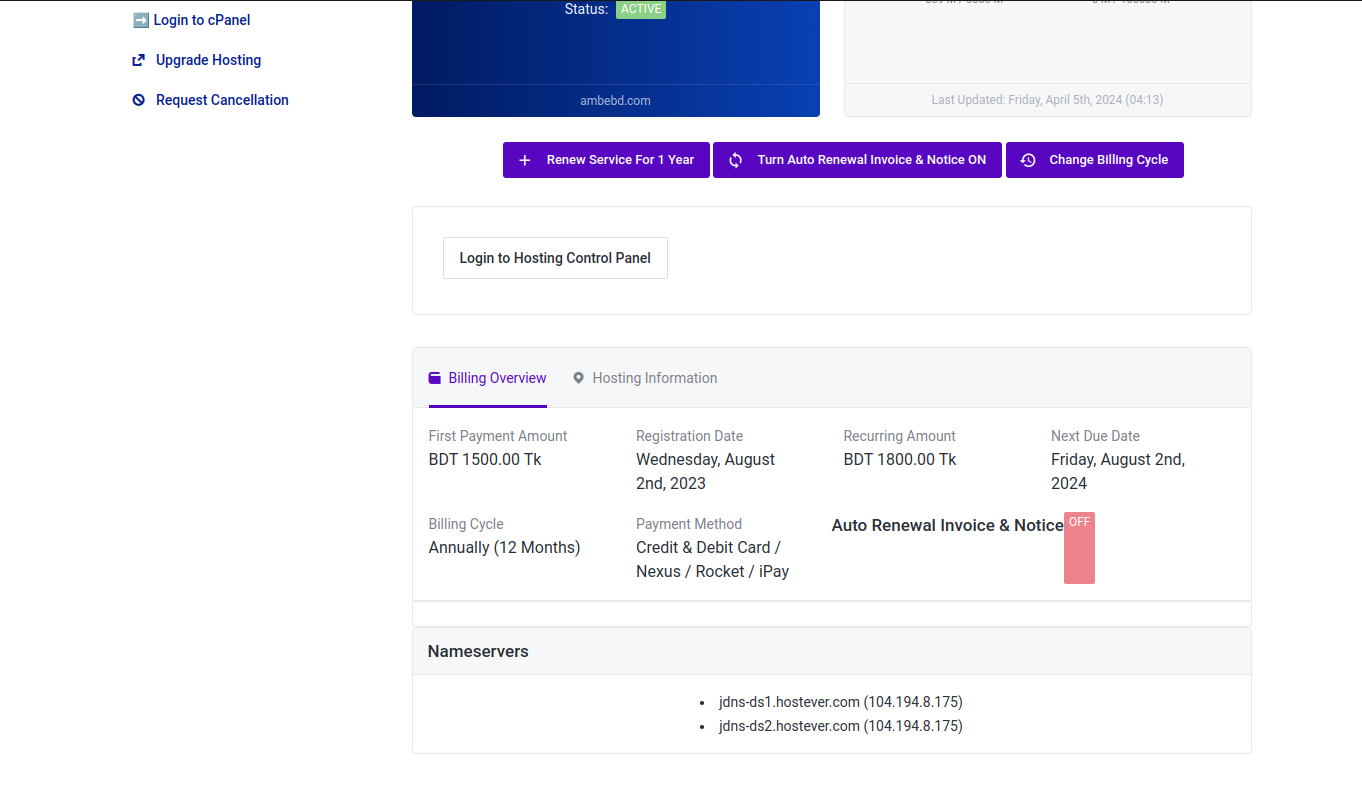 Login to cPanel
Upgrade Hosting
Request Cancellation
Status: ACTIVE
ambebd.com
Last Updated: Friday, April 5th, 2024 (04:13)
Renew Service For 1 Year
Turn Auto Renewal Invoice & Notice ON
Change Billing Cycle
Login to Hosting Control Panel
Billing Overview
Hosting Information
First Payment Amount
BDT 1500.00 Tk
Registration Date
Wednesday, August
2nd, 2023
Recurring Amount
BDT 1800.00 Tk
Next Due Date
Friday, August 2nd,
2024
Billing Cycle
Annually (12 Months)
Payment Method
Credit & Debit Card /
Nexus / Rocket / iPay
Auto Renewal Invoice & Notice OFF
Nameservers
jdns-ds1.hostever.com (104.194.8.175)
jdns-ds2.hostever.com (104.194.8.175)